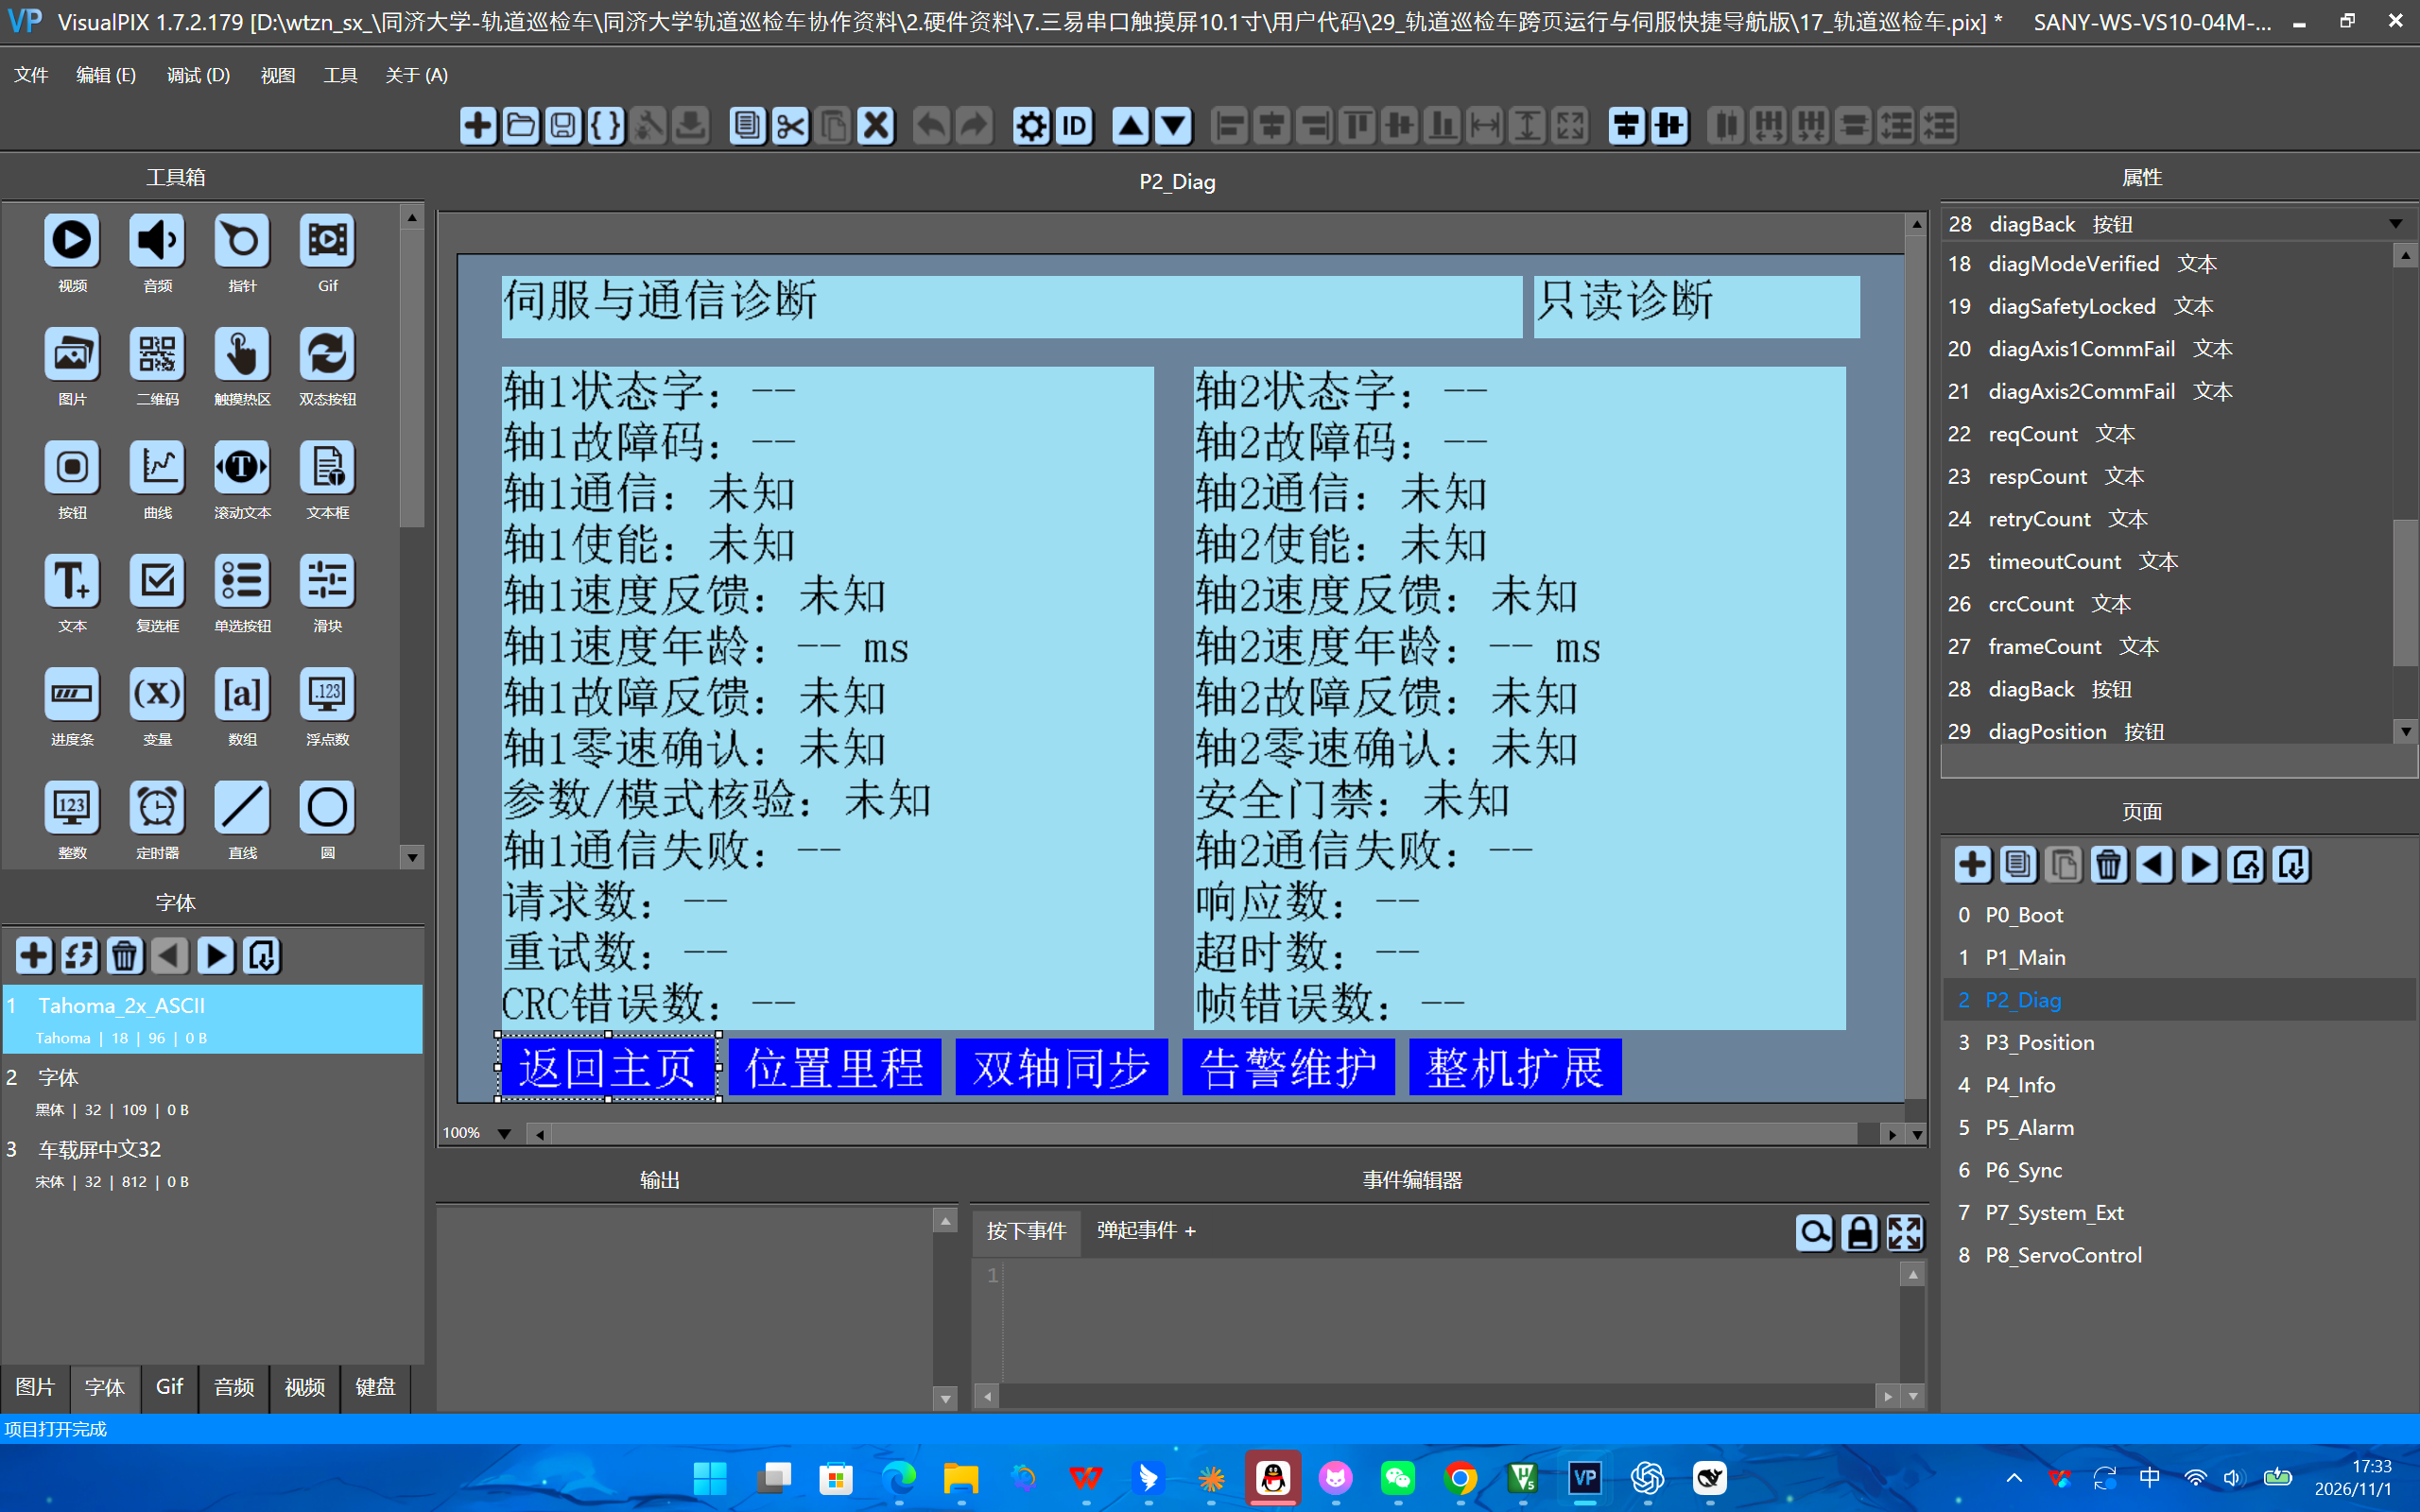 VP VisualPIX 1.7.2.179 [D:\wtzn_sx_\同济大学-轨道巡检车\同济大学轨道巡检车协作资料\2.硬件资料\7.三易串口触摸屏10.1寸\用户代码\29_轨道巡检车跨页运行与伺服快捷导航版\17_轨道巡检车.pix] * SANY-WS-VS10-04M-...
文件 编辑 (E) 调试 (D) 视图 工具 关于 (A)
ID
工具箱
视频 音频 指针 Gif
图片 二维码 触摸热区 双态按钮
按钮 曲线 滚动文本 文本框
文本 复选框 单选按钮 滑块
进度条 变量 数组 浮点数
整数 定时器 直线 圆
字体
1 Tahoma_2x_ASCII
Tahoma | 18 | 96 | 0 B
2 字体
黑体 | 32 | 109 | 0 B
3 车载屏中文32
宋体 | 32 | 812 | 0 B
图片 字体 Gif 音频 视频 键盘
项目打开完成
P2_Diag
伺服与通信诊断 只读诊断
轴1状态字: --
轴1故障码: --
轴1通信: 未知
轴1使能: 未知
轴1速度反馈: 未知
轴1速度年龄: -- ms
轴1故障反馈: 未知
轴1零速确认: 未知
参数/模式核验: 未知
轴1通信失败: --
请求数: --
重试数: --
CRC错误数: --
轴2状态字: --
轴2故障码: --
轴2通信: 未知
轴2使能: 未知
轴2速度反馈: 未知
轴2速度年龄: -- ms
轴2故障反馈: 未知
轴2零速确认: 未知
安全门禁: 未知
轴2通信失败: --
响应数: --
超时数: --
帧错误数: --
返回主页 位置里程 双轴同步 告警维护 整机扩展
100%
输出
事件编辑器
按下事件 弹起事件 +
1
属性
28 diagBack 按钮
18 diagModeVerified 文本
19 diagSafetyLocked 文本
20 diagAxis1CommFail 文本
21 diagAxis2CommFail 文本
22 reqCount 文本
23 respCount 文本
24 retryCount 文本
25 timeoutCount 文本
26 crcCount 文本
27 frameCount 文本
28 diagBack 按钮
29 diagPosition 按钮
页面
0 P0_Boot
1 P1_Main
2 P2_Diag
3 P3_Position
4 P4_Info
5 P5_Alarm
6 P6_Sync
7 P7_System_Ext
8 P8_ServoControl
中
17:33
2026/11/1